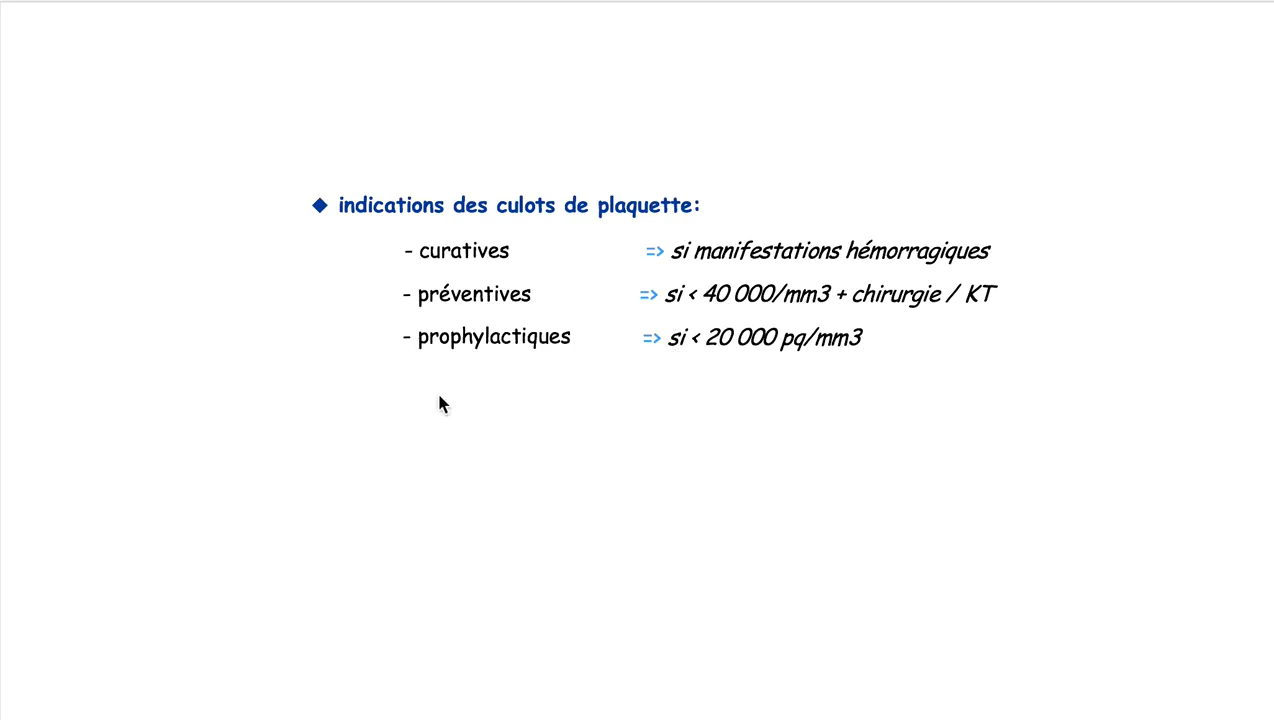 ◆ indications des culots de plaquette:
- curatives => si manifestations hémorragiques
- préventives => si < 40 000/mm3 + chirurgie / KT
- prophylactiques => si < 20 000 pq/mm3